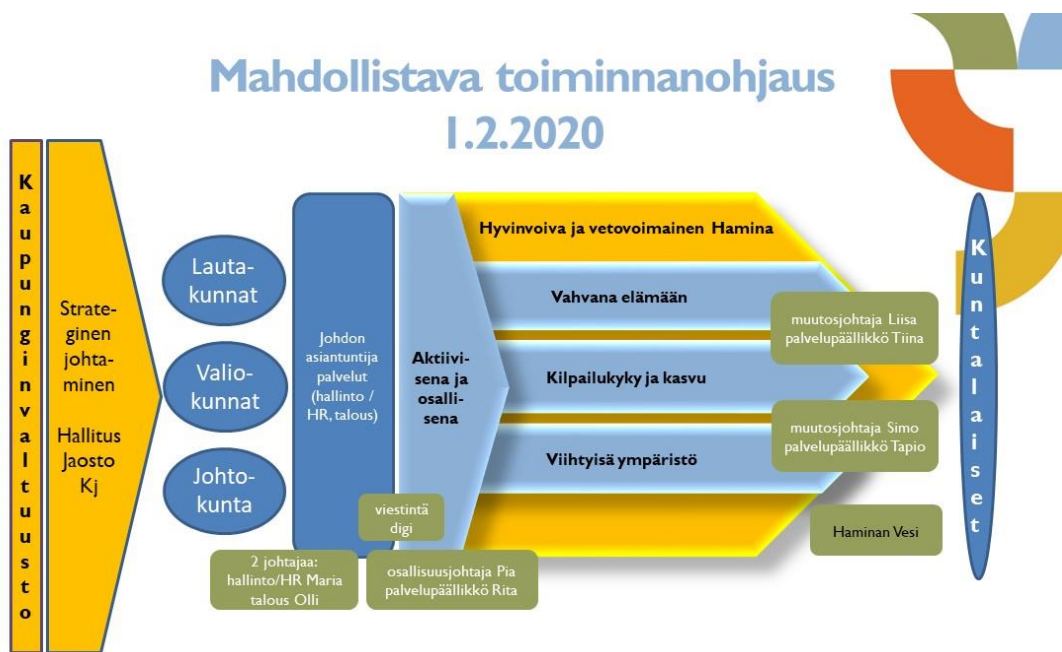 Mahdollistava toiminnanohjaus
1.2.2020
Kaupunginvaltuusto
Strate-
ginen
johta-
minen
Hallitus
Jaosto
Kj
Lauta-
kunnat
Valio-
kunnat
Johto-
kunta
Johdon
asiantuntija
palvelut
(hallinto /
HR, talous)
viestintä
digi
2 johtajaa:
hallinto/HR Maria
talous Olli
Aktiivi-
sena ja
osalli-
sena
osallisuusjohtaja Pia
palvelupäällikkö Rita
Hyvinvoiva ja vetovoimainen Hamina
Vahvana elämään
Kilpailukyky ja kasvu
Viihtyisä ympäristö
muutosjohtaja Liisa
palvelupäällikkö Tiina
muutosjohtaja Simo
palvelupäällikkö Tapio
Haminan Vesi
Kuntalaiset